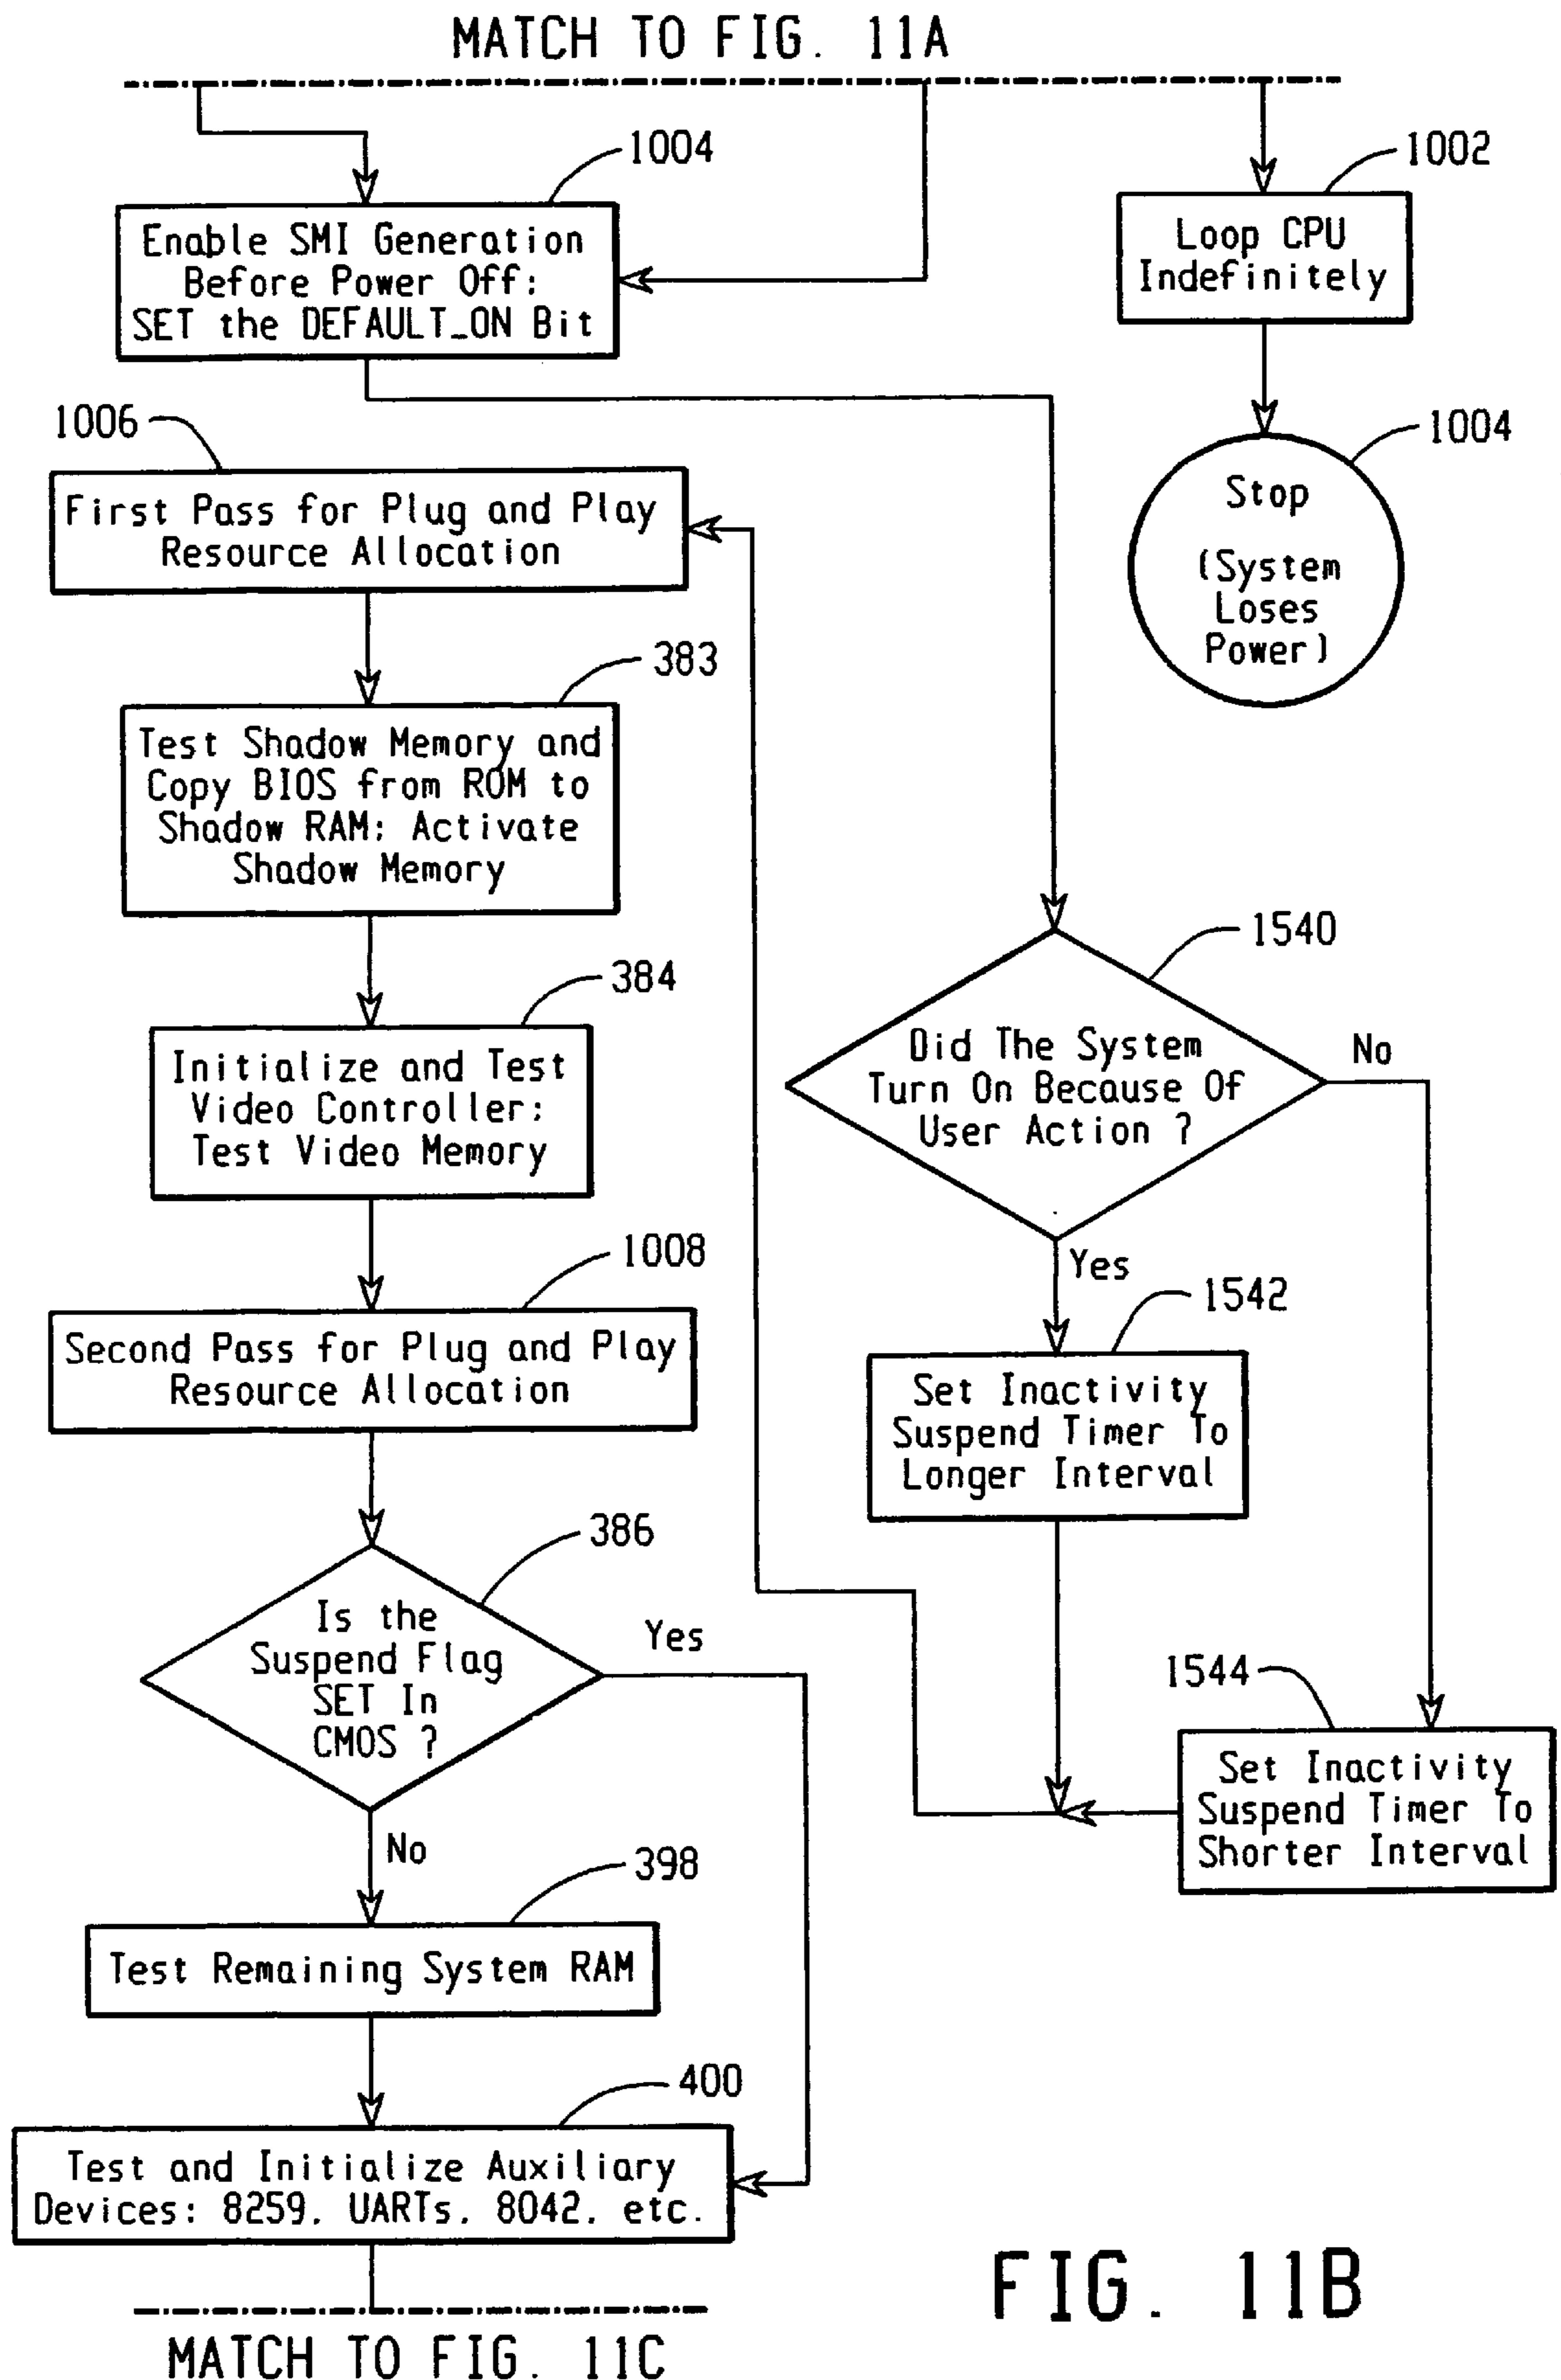 MATCH TO FIG. 11A
1004
Enable SMI Generation
Before Power Off;
SET the DEFAULT_ON Bit
1002
Loop CPU
Indefinitely
1004
Stop
(System
Loses
Power)
1006
First Pass for Plug and Play
Resource Allocation
383
Test Shadow Memory and
Copy BIOS from ROM to
Shadow RAM; Activate
Shadow Memory
384
Initialize and Test
Video Controller;
Test Video Memory
1008
Second Pass for Plug and Play
Resource Allocation
386
Is the
Suspend Flag
SET In
CMOS ?
Yes
No
398
Test Remaining System RAM
400
Test and Initialize Auxiliary
Devices: 8259, UARTs, 8042, etc.
1540
Did The System
Turn On Because Of
User Action ?
No
Yes
1542
Set Inactivity
Suspend Timer To
Longer Interval
1544
Set Inactivity
Suspend Timer To
Shorter Interval
MATCH TO FIG. 11C
FIG. 11B